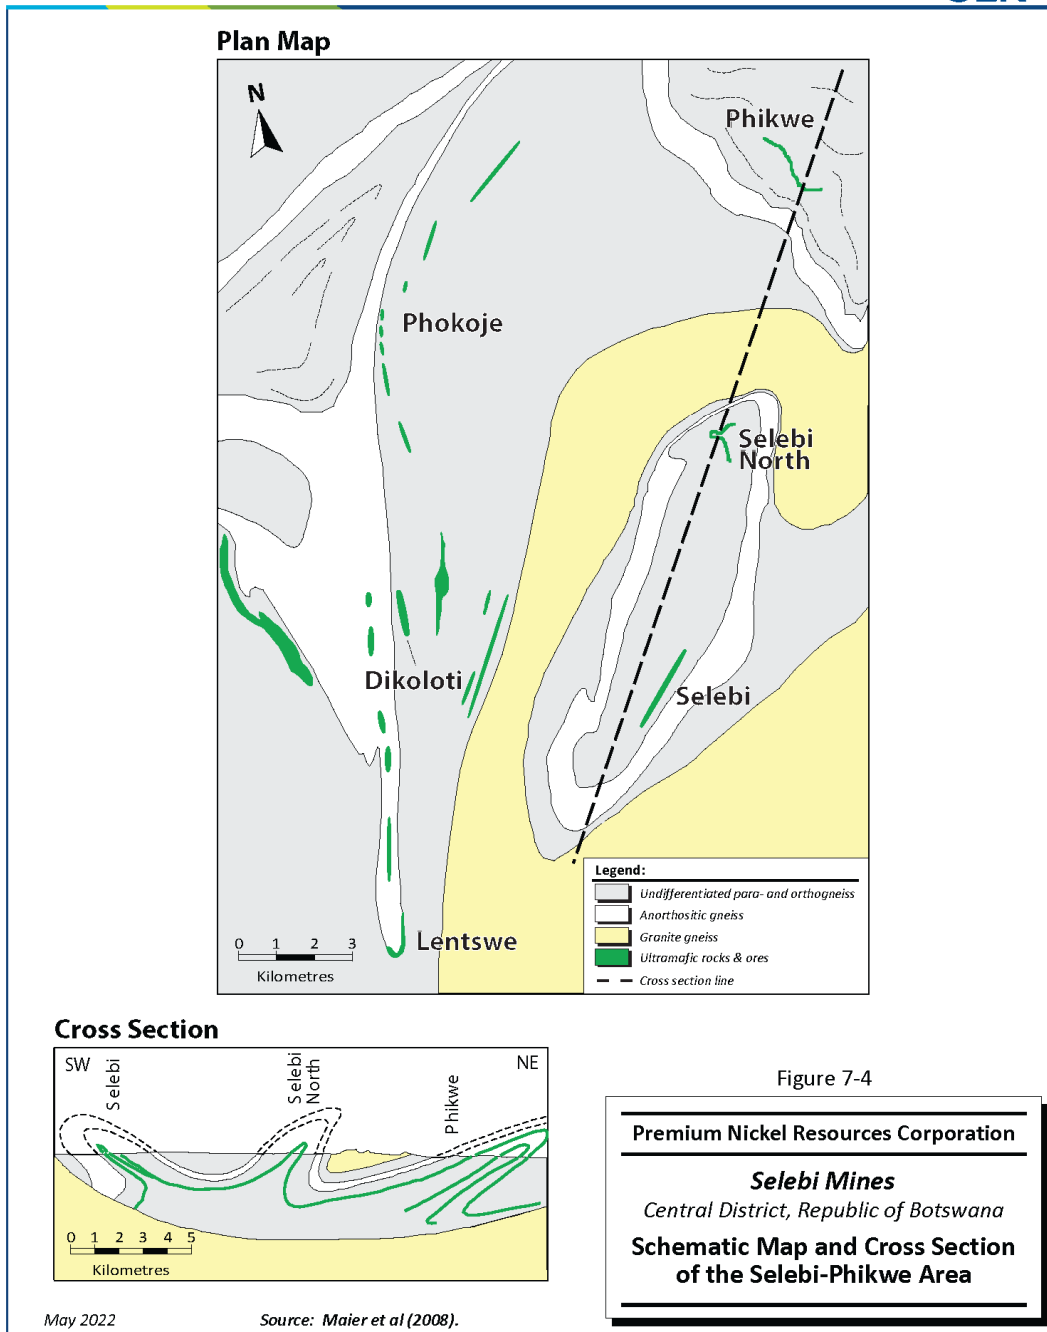 Plan Map
N
Phikwe
Phokoje
Selebi
North
Dikoloti
Selebi
Lentswe
0 1 2 3
Kilometres
Legend:
Undifferentiated para- and orthogneiss
Anorthositic gneiss
Granite gneiss
Ultramafic rocks & ores
Cross section line
Cross Section
SW
Selebi
Selebi
North
Phikwe
NE
0 1 2 3 4 5
Kilometres
Figure 7-4
Premium Nickel Resources Corporation
Selebi Mines
Central District, Republic of Botswana
Schematic Map and Cross Section
of the Selebi-Phikwe Area
May 2022
Source: Maier et al (2008).